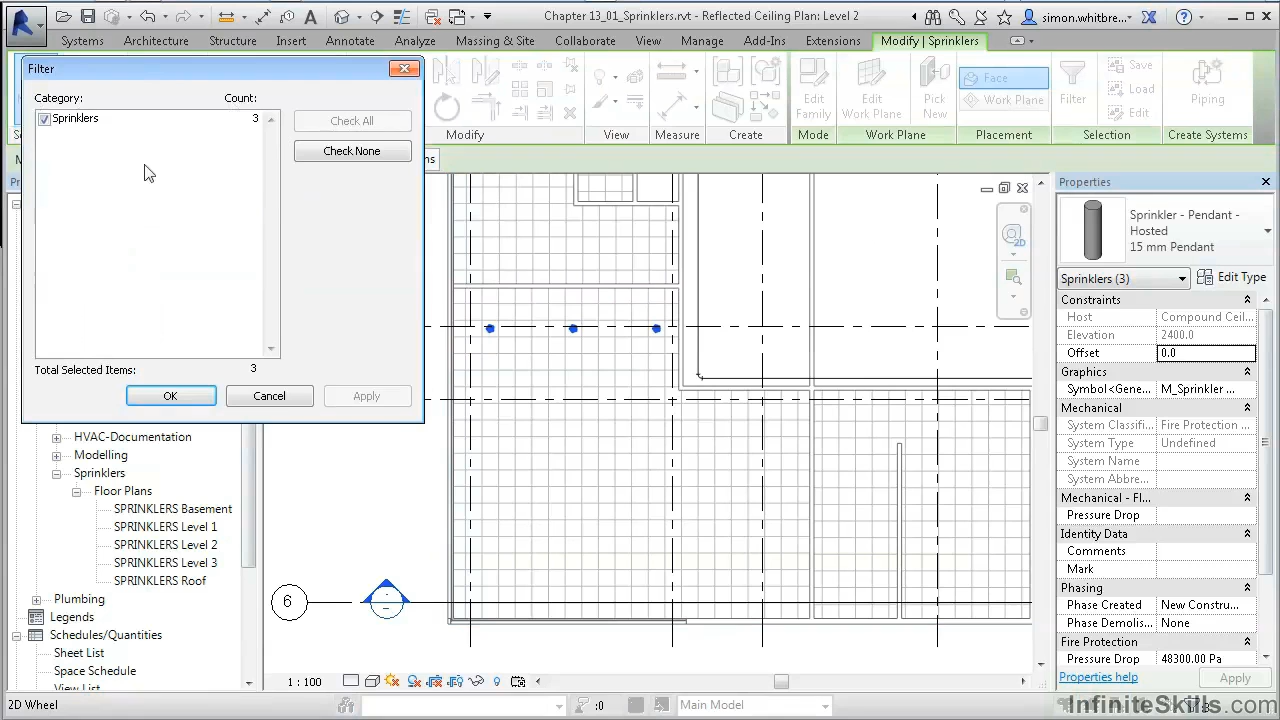 Chapter 13_01_Sprinklers.rvt - Reflected Ceiling Plan: Level 2
simon.whitbre...
Systems Architecture Structure Insert Annotate Analyze Massing & Site Collaborate View Manage Add-Ins Extensions Modify | Sprinklers
Filter
Category: Count:
Sprinklers 3
Check All
Check None
Total Selected Items: 3
OK Cancel Apply
Modify View Measure Create
Edit Family
Mode
Edit Work Plane
Work Plane
Pick New
Face
Work Plane
Placement
Filter
Save
Load
Edit
Selection
Piping
Create Systems
ns
2D
HVAC-Documentation
Modelling
Sprinklers
Floor Plans
SPRINKLERS Basement
SPRINKLERS Level 1
SPRINKLERS Level 2
SPRINKLERS Level 3
SPRINKLERS Roof
Plumbing
Legends
Schedules/Quantities
Sheet List
Space Schedule
View List
6
Properties
Sprinkler - Pendant -
Hosted
15 mm Pendant
Sprinklers (3) Edit Type
Constraints
Host Compound Ceil...
Elevation 2400.0
Offset 0.0
Graphics
Symbol<Gene... M_Sprinkler ...
Mechanical
System Classifi... Fire Protection ...
System Type Undefined
System Name
System Abbre...
Mechanical - Fl...
Pressure Drop
Identity Data
Comments
Mark
Phasing
Phase Created New Constru...
Phase Demolis... None
Fire Protection
Pressure Drop 48300.00 Pa
Properties help Apply
1 : 100
2D Wheel
:0
Main Model
InfiniteSkills.com